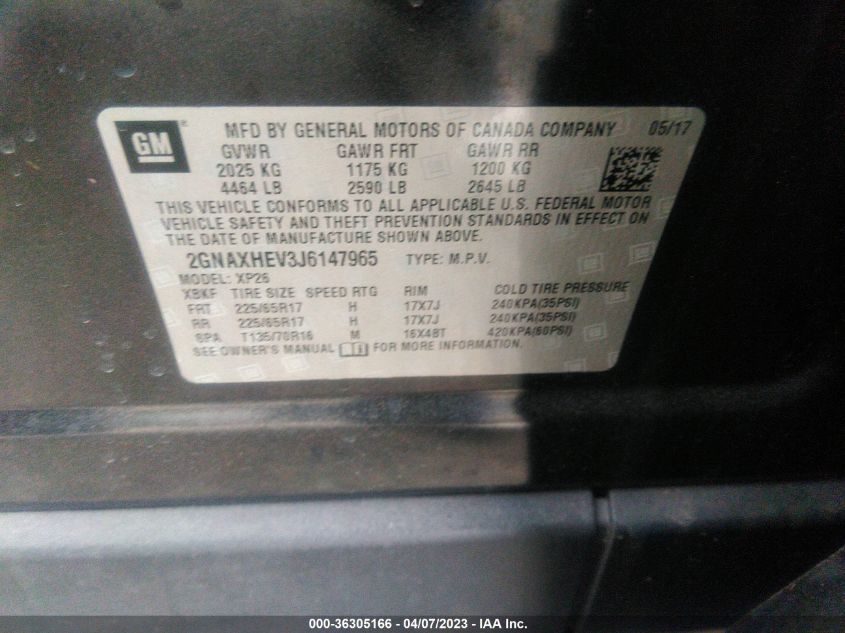 GM ® MFD BY GENERAL MOTORS OF CANADA COMPANY 05/17
GVWR GAWR FRT GAWR RR
2025 KG 1175 KG 1200 KG
4464 LB 2590 LB 2645 LB
THIS VEHICLE CONFORMS TO ALL APPLICABLE U.S. FEDERAL MOTOR
VEHICLE SAFETY AND THEFT PREVENTION STANDARDS IN EFFECT ON
THE DATE OF MANUFACTURE SHOWN ABOVE.
2GNAXHEV3J6147965 TYPE: M.P.V.
MODEL: XP26
XBKF TIRE SIZE SPEED RTG RIM COLD TIRE PRESSURE
FRT 225/65R17 H 17X7J 240KPA(35PSI)
RR 225/65R17 H 17X7J 240KPA(35PSI)
SPA T135/70R16 M 16X4BT 420KPA(60PSI)
SEE OWNER'S MANUAL FOR MORE INFORMATION.
000-36305166 - 04/07/2023 - IAA Inc.